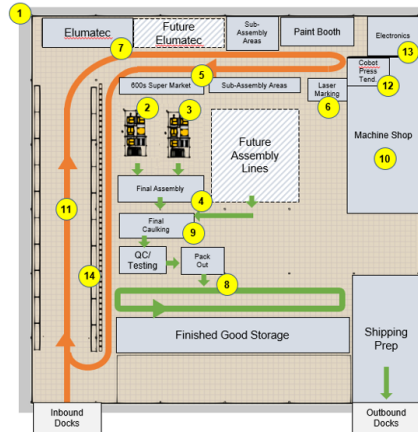 1
Elumatec
Future
Elumatec
Sub-
Assembly
Areas
Paint Booth
Electronics
7
13
Cobot
Press
Tend.
12
5
600s Super Market
Sub-Assembly Areas
Laser
Marking
6
2
3
Future
Assembly
Lines
Machine Shop
10
Final Assembly
4
11
Final
Caulking
9
QC/
Testing
Pack
Out
14
8
Finished Good Storage
Shipping
Prep
Inbound
Docks
Outbound
Docks